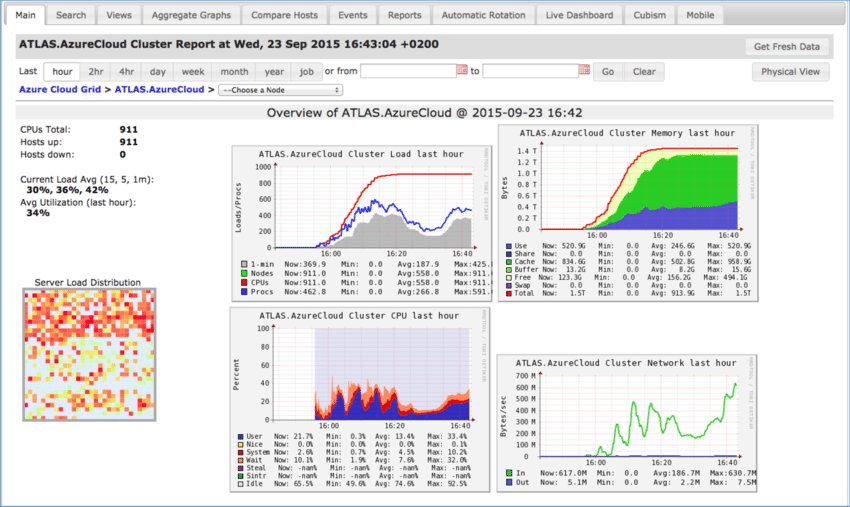 Main Search Views Aggregate Graphs Compare Hosts Events Reports Automatic Rotation Live Dashboard Cubism Mobile
ATLAS.AzureCloud Cluster Report at Wed, 23 Sep 2015 16:43:04 +0200
Get Fresh Data
Last hour 2hr 4hr day week month year job or from to Go Clear
Physical View
Azure Cloud Grid > ATLAS.AzureCloud > --Choose a Node
Overview of ATLAS.AzureCloud @ 2015-09-23 16:42
CPUs Total: 911
Hosts up: 911
Hosts down: 0
Current Load Avg (15, 5, 1m):
30%, 36%, 42%
Avg Utilization (last hour):
34%
Server Load Distribution
ATLAS.AzureCloud Cluster Load last hour
Loads/Procs
1000
800
600
400
200
0
16:00 16:20 16:40
1-min Now:369.9 Min: 0.0 Avg:187.9 Max:425.
Nodes Now:911.0 Min: 0.0 Avg:558.0 Max:911.
CPUs Now:911.0 Min: 0.0 Avg:558.0 Max:911.
Procs Now:462.8 Min: 0.0 Avg:266.8 Max:591.
ATLAS.AzureCloud Cluster Memory last hour
Bytes
1.4 T
1.2 T
1.0 T
0.8 T
0.6 T
0.4 T
0.2 T
0.0
16:00 16:20 16:40
Use Now: 520.9G Min: 0.0 Avg: 246.6G Max: 520.9G
Share Now: 0.0 Min: 0.0 Avg: 0.0 Max: 0.0
Cache Now: 834.6G Min: 0.0 Avg: 502.8G Max: 958.9G
Buffer Now: 13.2G Min: 0.0 Avg: 8.2G Max: 15.6G
Free Now: 123.3G Min: 0.0 Avg: 156.2G Max: 494.1G
Swap Now: 0.0 Min: 0.0 Avg: 0.0 Max: 0.0
Total Now: 1.5T Min: 0.0 Avg: 913.9G Max: 1.5T
ATLAS.AzureCloud Cluster CPU last hour
Percent
100
80
60
40
20
0
16:00 16:20 16:40
User Now: 21.7% Min: 0.3% Avg: 13.4% Max: 33.4%
Nice Now: 0.0% Min: 0.0% Avg: 0.0% Max: 0.1%
System Now: 2.6% Min: 0.7% Avg: 4.5% Max: 10.2%
Wait Now: 10.1% Min: 1.9% Avg: 7.6% Max: 32.0%
Steal Now: -nan% Min: -nan% Avg: -nan% Max: -nan%
Sintr Now: -nan% Min: -nan% Avg: -nan% Max: -nan%
Idle Now: 65.5% Min: 49.6% Avg: 74.6% Max: 92.5%
ATLAS.AzureCloud Cluster Network last hour
Bytes/sec
700 M
600 M
500 M
400 M
300 M
200 M
100 M
0
16:00 16:20 16:40
In Now:617.0M Min: 0.0 Avg:186.7M Max:630.7M
Out Now: 5.1M Min: 0.0 Avg: 2.2M Max: 7.5M